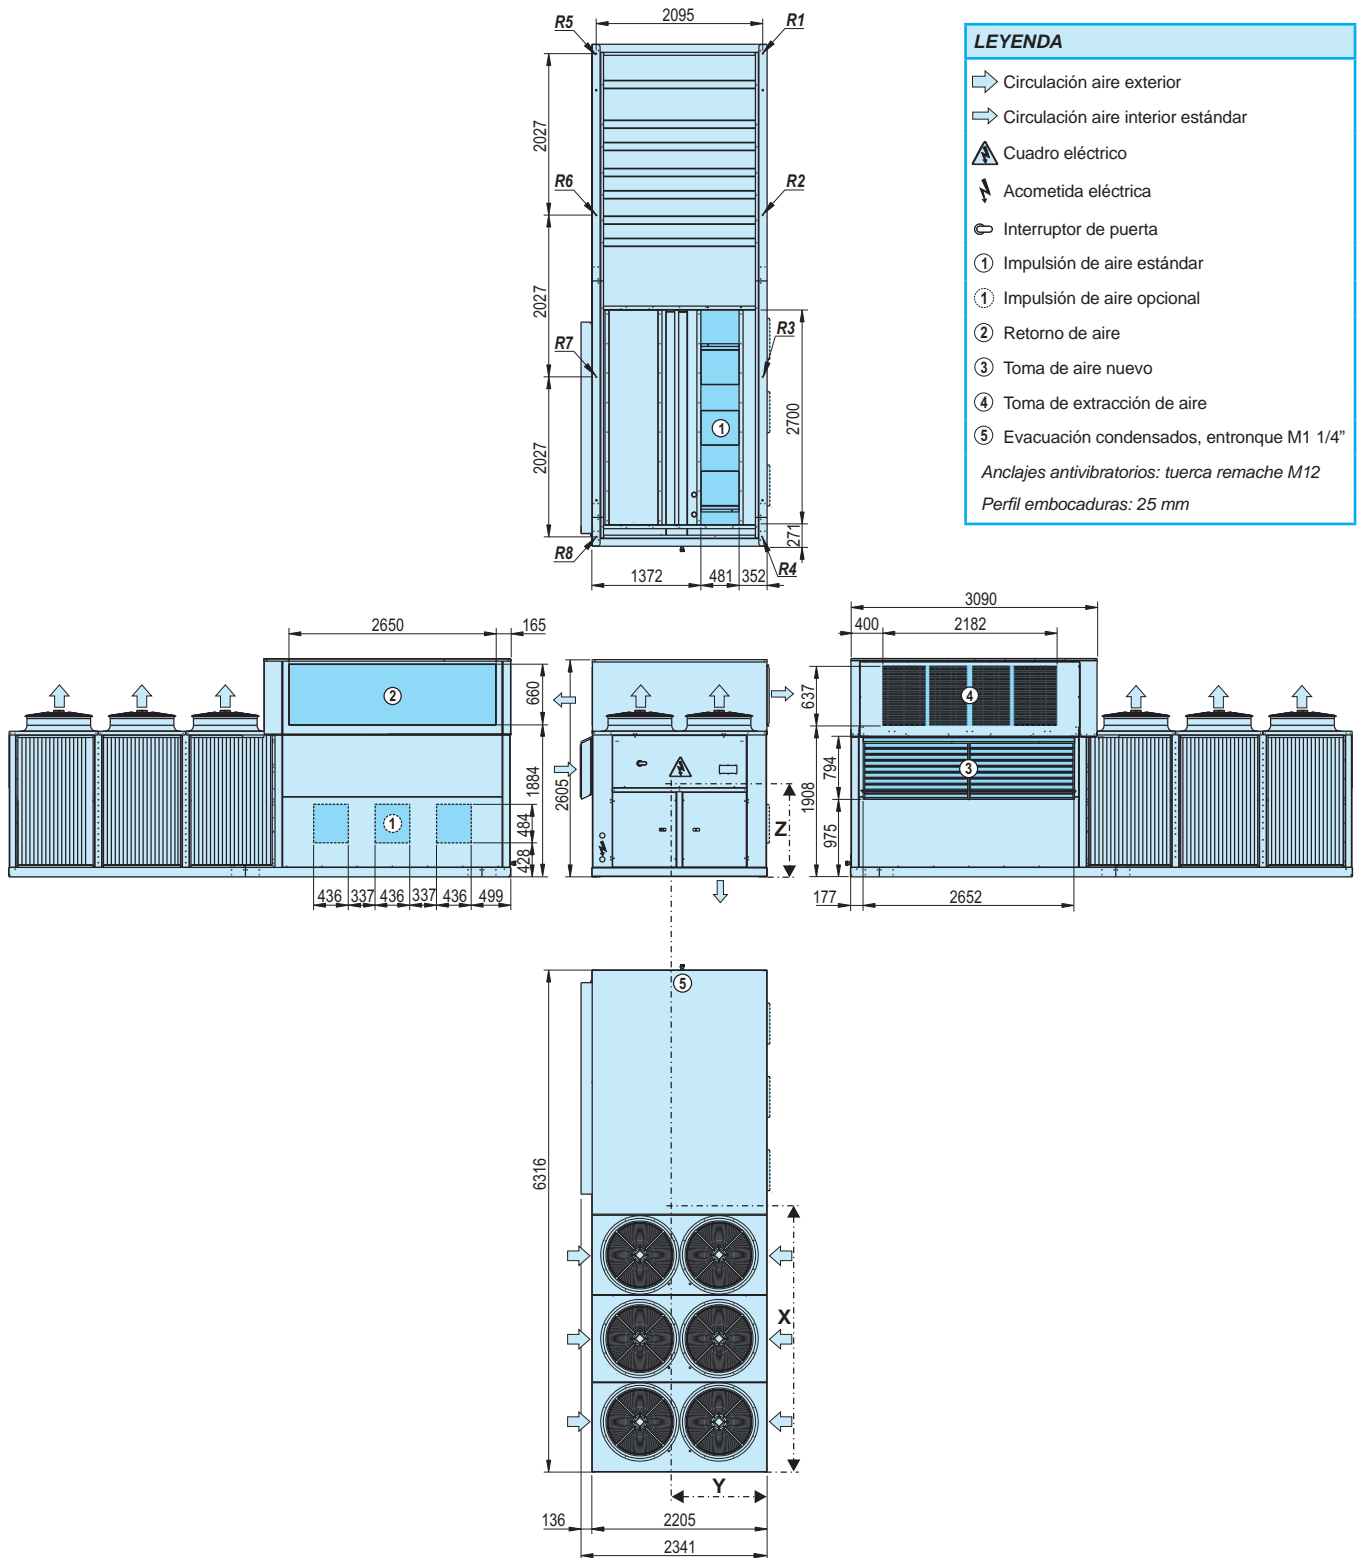 R5
2095
R1
LEYENDA
Circulación aire exterior
Circulación aire interior estándar
Cuadro eléctrico
Acometida eléctrica
Interruptor de puerta
1 Impulsión de aire estándar
1 Impulsión de aire opcional
2 Retorno de aire
3 Toma de aire nuevo
4 Toma de extracción de aire
5 Evacuación condensados, entronque M1 1/4”
Anclajes antivibratorios: tuerca remache M12
Perfil embocaduras: 25 mm
2027
R6
R2
2027
R3
R7
2700
1
2027
271
R8
R4
1372
481
352
2650
165
660
2
1884
484
1
428
436
337
436
337
436
499
2605
Z
3090
400
2182
637
4
794
3
1908
975
177
2652
5
6316
X
Y
136
2205
2341